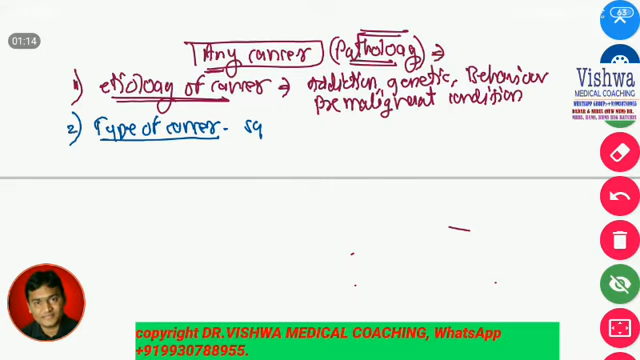 63
01:14
Any cancer (Pathology) ⇒
1) etiology of cancer ⇒ addiction, genetic, Behaviour
Premalignant condition
2) Type of cancer - sq
Vishwa
MEDICAL COACHING
copyright DR.VISHWA MEDICAL COACHING, WhatsApp
+919930788955.